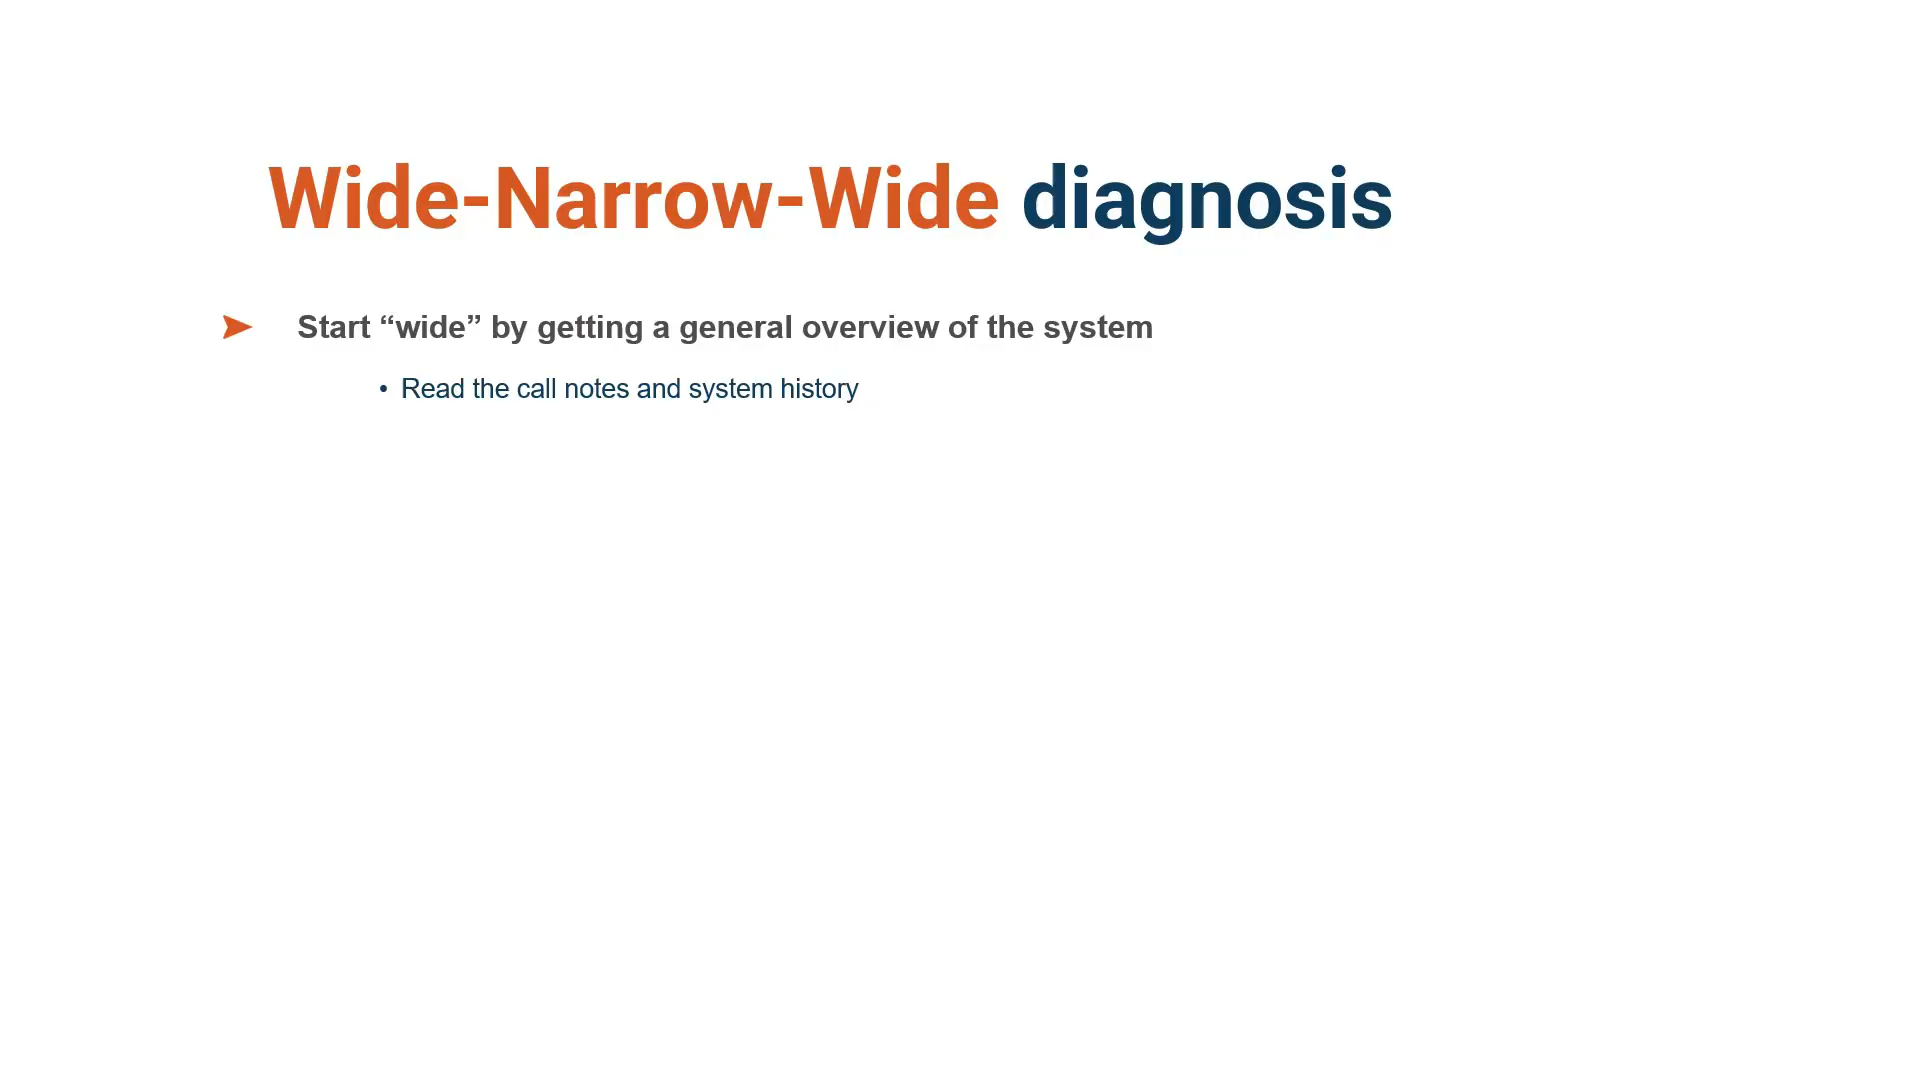 Wide-Narrow-Wide diagnosis
➤ Start “wide” by getting a general overview of the system
• Read the call notes and system history